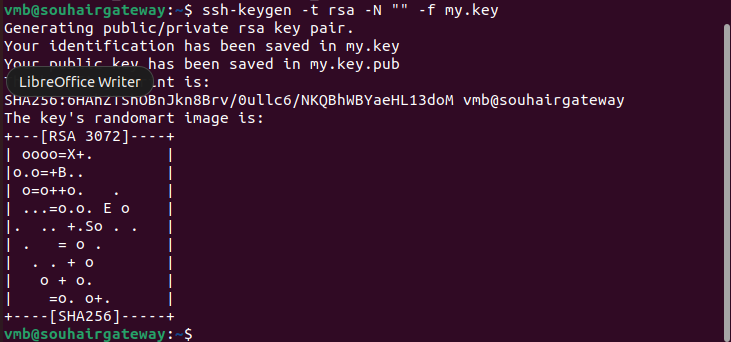 vmb@souhairgateway:~$ ssh-keygen -t rsa -N "" -f my.key
Generating public/private rsa key pair.
Your identification has been saved in my.key
Your public key has been saved in my.key.pub
LibreOffice Writer
int is:
SHA256:6HAhZTShOBnJkn8Brv/0ullc6/NKQBhWBYaeHL13doM vmb@souhairgateway
The key's randomart image is:
+---[RSA 3072]----+
| oooo=X+.        |
|o.o=+B..         |
| o=o++o.   .     |
| ...=o.o. E o    |
|.  .. +.So . .   |
| .   = o .       |
|  . . + o        |
|   o + o.        |
|    =o. o+.      |
+----[SHA256]-----+
vmb@souhairgateway:~$